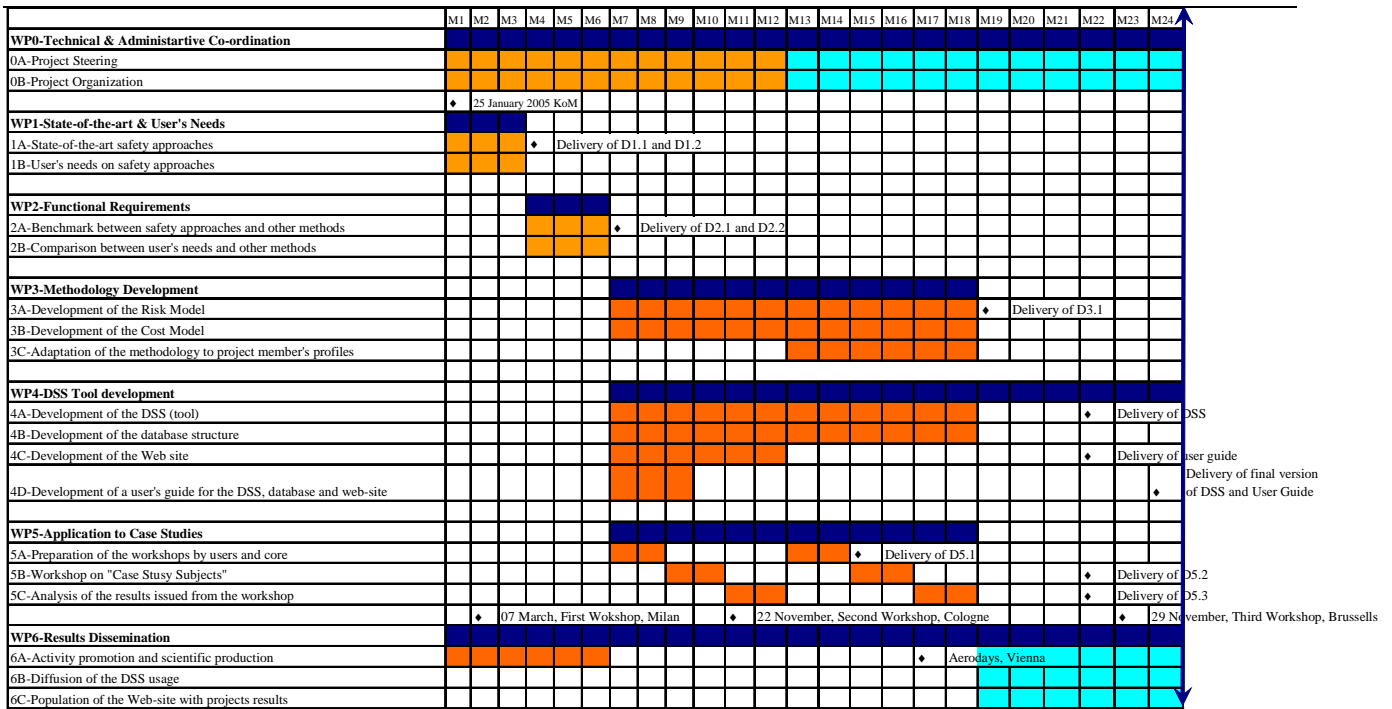 M1 M2 M3 M4 M5 M6 M7 M8 M9 M10 M11 M12 M13 M14 M15 M16 M17 M18 M19 M20 M21 M22 M23 M24
WP0-Technical & Administartive Co-ordination
0A-Project Steering
0B-Project Organization
♦ 25 January 2005 KoM
WP1-State-of-the-art & User's Needs
1A-State-of-the-art safety approaches ♦ Delivery of D1.1 and D1.2
1B-User's needs on safety approaches
WP2-Functional Requirements
2A-Benchmark between safety approaches and other methods ♦ Delivery of D2.1 and D2.2
2B-Comparison between user's needs and other methods
WP3-Methodology Development
3A-Development of the Risk Model ♦ Delivery of D3.1
3B-Development of the Cost Model
3C-Adaptation of the methodology to project member's profiles
WP4-DSS Tool development
4A-Development of the DSS (tool) ♦ Delivery of DSS
4B-Development of the database structure
4C-Development of the Web site ♦ Delivery of user guide
Delivery of final version
4D-Development of a user's guide for the DSS, database and web-site ♦ of DSS and User Guide
WP5-Application to Case Studies
5A-Preparation of the workshops by users and core ♦ Delivery of D5.1
5B-Workshop on "Case Stusy Subjects" ♦ Delivery of D5.2
5C-Analysis of the results issued from the workshop ♦ Delivery of D5.3
♦ 07 March, First Wokshop, Milan ♦ 22 November, Second Workshop, Cologne ♦ 29 November, Third Workshop, Brussells
WP6-Results Dissemination
6A-Activity promotion and scientific production ♦ Aerodays, Vienna
6B-Diffusion of the DSS usage
6C-Population of the Web-site with projects results